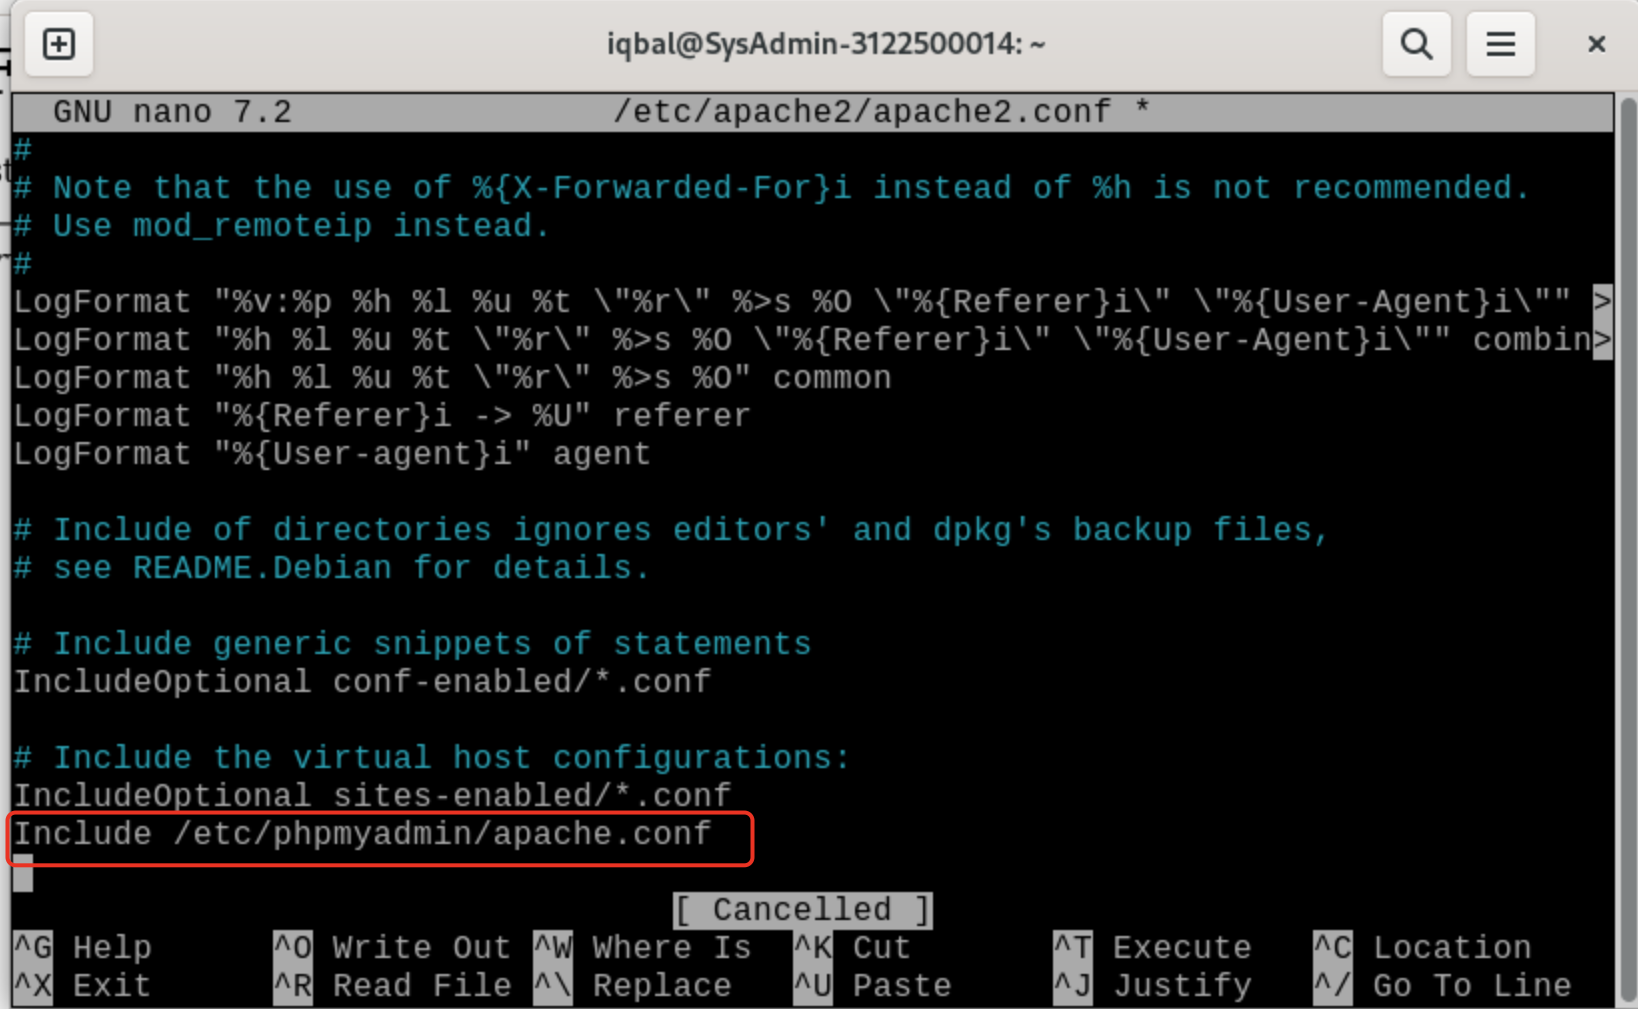 iqbal@SysAdmin-3122500014: ~
GNU nano 7.2 /etc/apache2/apache2.conf *
#
# Note that the use of %{X-Forwarded-For}i instead of %h is not recommended.
# Use mod_remoteip instead.
#
LogFormat "%v:%p %h %l %u %t \"%r\" %>s %O \"%{Referer}i\" \"%{User-Agent}i\"" >
LogFormat "%h %l %u %t \"%r\" %>s %O \"%{Referer}i\" \"%{User-Agent}i\"" combin>
LogFormat "%h %l %u %t \"%r\" %>s %O" common
LogFormat "%{Referer}i -> %U" referer
LogFormat "%{User-agent}i" agent
# Include of directories ignores editors' and dpkg's backup files,
# see README.Debian for details.
# Include generic snippets of statements
IncludeOptional conf-enabled/*.conf
# Include the virtual host configurations:
IncludeOptional sites-enabled/*.conf
Include /etc/phpmyadmin/apache.conf
[ Cancelled ]
^G Help ^O Write Out ^W Where Is ^K Cut ^T Execute ^C Location
^X Exit ^R Read File ^\ Replace ^U Paste ^J Justify ^/ Go To Line